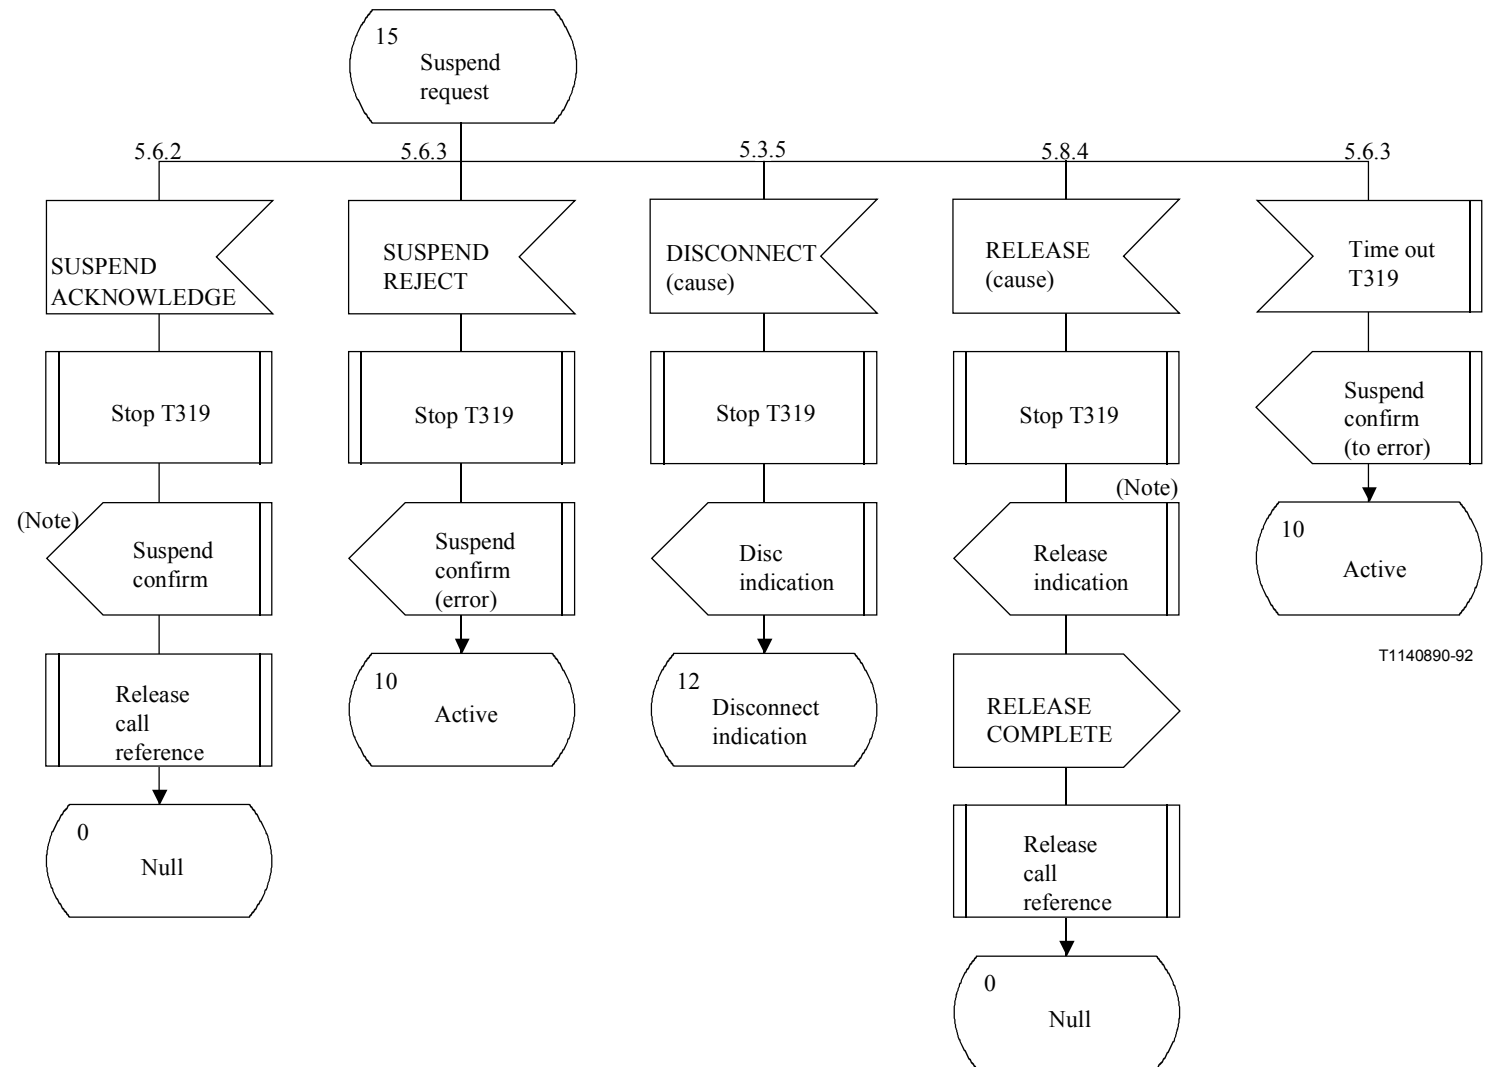 15
Suspend
request
5.6.2
5.6.3
5.3.5
5.8.4
5.6.3
SUSPEND
ACKNOWLEDGE
SUSPEND
REJECT
DISCONNECT
(cause)
RELEASE
(cause)
Time out
T319
Stop T319
Stop T319
Stop T319
Stop T319
Suspend
confirm
(to error)
(Note)
Suspend
confirm
Suspend
confirm
(error)
Disc
indication
(Note)
Release
indication
10
Active
Release
call
reference
10
Active
12
Disconnect
indication
RELEASE
COMPLETE
T1140890-92
0
Null
Release
call
reference
0
Null